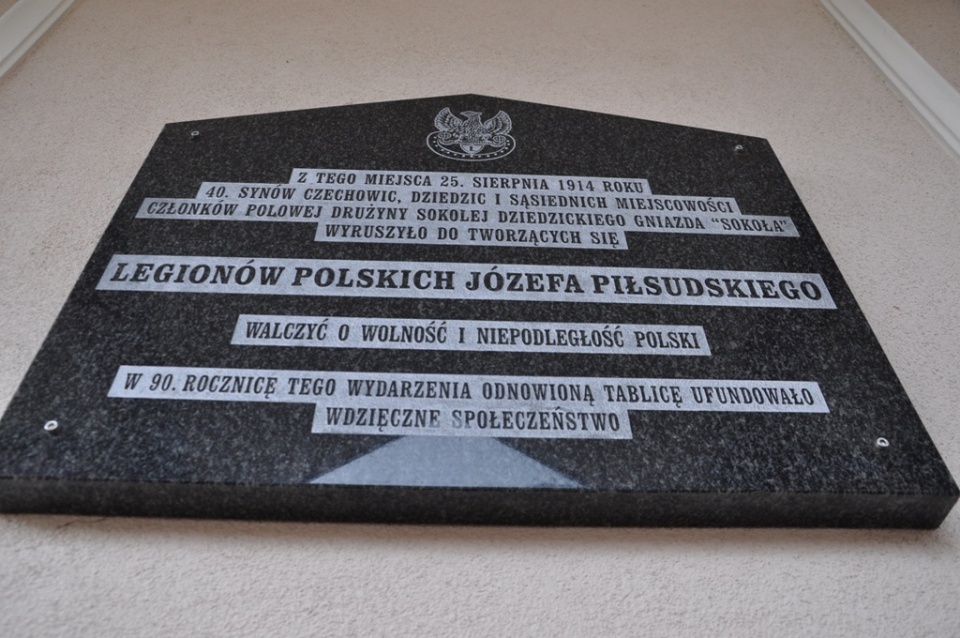 Z TEGO MIEJSCA 25. SIERPNIA 1914 ROKU
40. SYNÓW CZECHOWIC, DZIEDZIC I SĄSIEDNICH MIEJSCOWOŚCI
CZŁONKÓW POLOWEJ DRUŻYNY SOKOLEJ DZIEDZICKIEGO GNIAZDA "SOKOŁA"
WYRUSZYŁO DO TWORZĄCYCH SIĘ
LEGIONÓW POLSKICH JÓZEFA PIŁSUDSKIEGO
WALCZYĆ O WOLNOŚĆ I NIEPODLEGŁOŚĆ POLSKI
W 90. ROCZNICĘ TEGO WYDARZENIA ODNOWIONĄ TABLICĘ UFUNDOWAŁO
WDZIĘCZNE SPOŁECZEŃSTWO